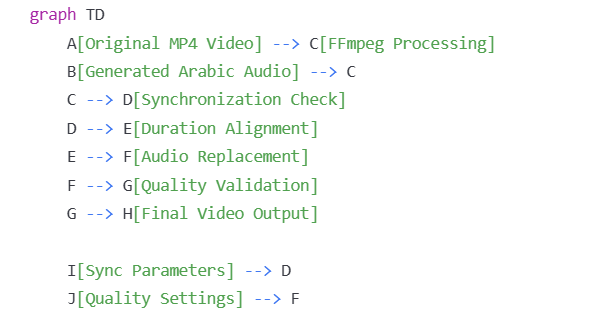 graph TD
A[Original MP4 Video] --> C[FFmpeg Processing]
B[Generated Arabic Audio] --> C
C --> D[Synchronization Check]
D --> E[Duration Alignment]
E --> F[Audio Replacement]
F --> G[Quality Validation]
G --> H[Final Video Output]
I[Sync Parameters] --> D
J[Quality Settings] --> F